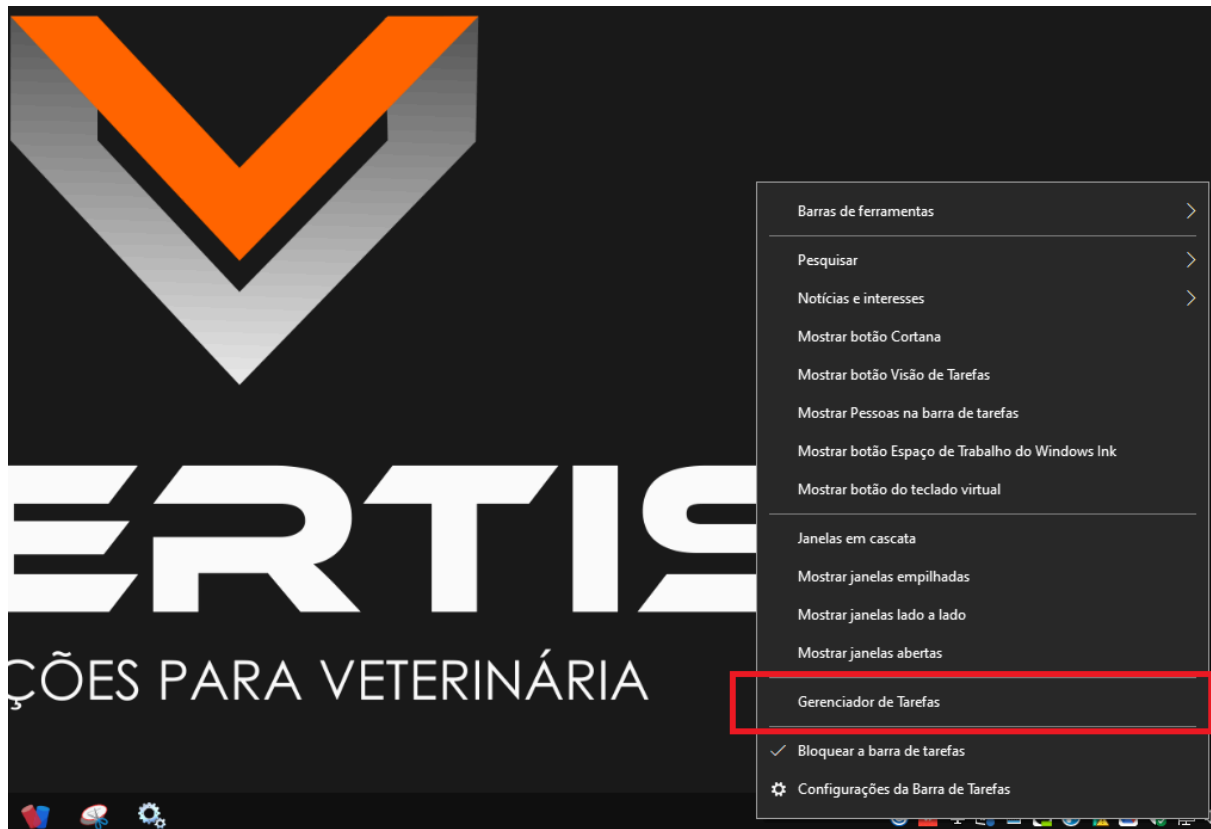 ERTIS
ÇÕES PARA VETERINÁRIA
Barras de ferramentas
Pesquisar
Notícias e interesses
Mostrar botão Cortana
Mostrar botão Visão de Tarefas
Mostrar Pessoas na barra de tarefas
Mostrar botão Espaço de Trabalho do Windows Ink
Mostrar botão do teclado virtual
Janelas em cascata
Mostrar janelas empilhadas
Mostrar janelas lado a lado
Mostrar janelas abertas
Gerenciador de Tarefas
Bloquear a barra de tarefas
Configurações da Barra de Tarefas